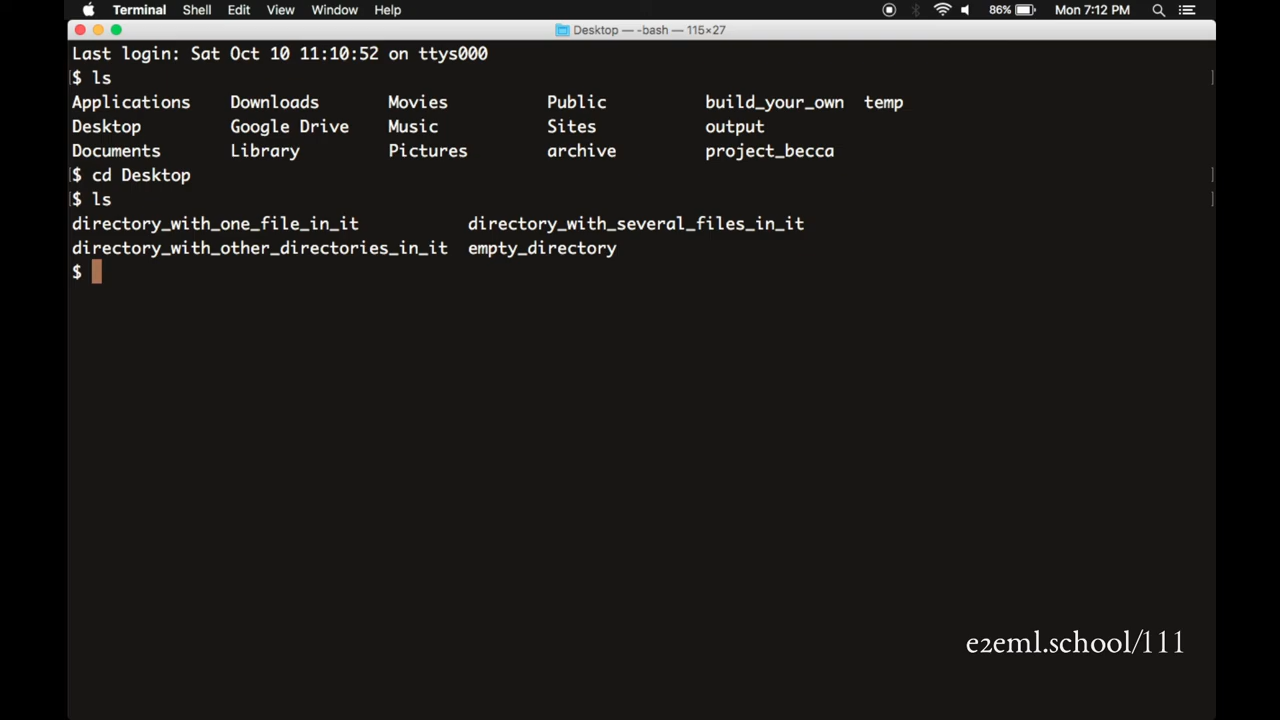 Terminal Shell Edit View Window Help 86% Mon 7:12 PM
Desktop — -bash — 115×27
Last login: Sat Oct 10 11:10:52 on ttys000
$ ls
Applications Downloads Movies Public build_your_own temp
Desktop Google Drive Music Sites output
Documents Library Pictures archive project_becca
$ cd Desktop
$ ls
directory_with_one_file_in_it directory_with_several_files_in_it
directory_with_other_directories_in_it empty_directory
$
e2eml.school/111